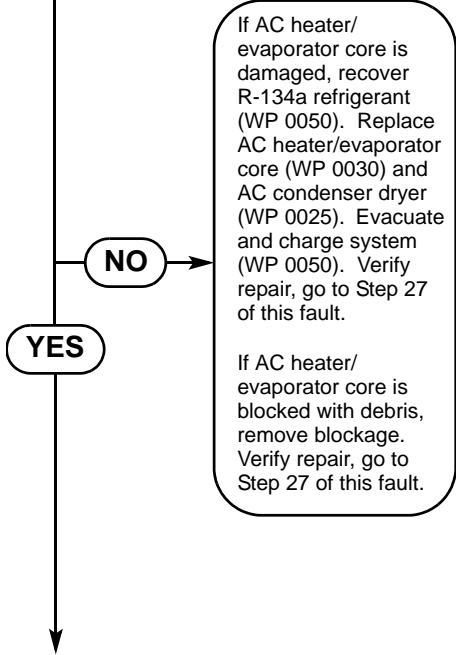 If AC heater/
evaporator core is
damaged, recover
R-134a refrigerant
(WP 0050).  Replace
AC heater/evaporator
core (WP 0030) and
AC condenser dryer
(WP 0025).  Evacuate
and charge system
(WP 0050).  Verify
repair, go to Step 27
of this fault.
If AC heater/
evaporator core is
blocked with debris,
remove blockage.
Verify repair, go to
Step 27 of this fault.
NO
YES